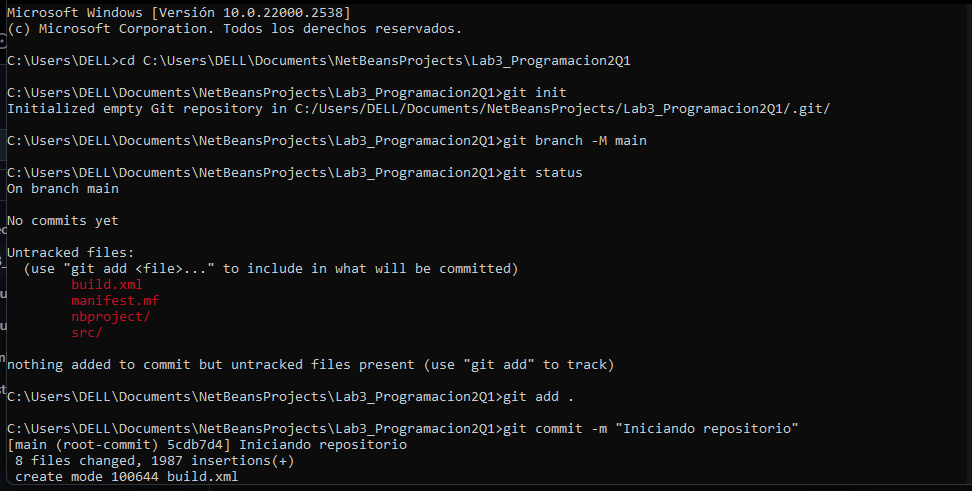 Microsoft Windows [Versión 10.0.22000.2538]
(c) Microsoft Corporation. Todos los derechos reservados.
C:\Users\DELL>cd C:\Users\DELL\Documents\NetBeansProjects\Lab3_Programacion2Q1
C:\Users\DELL\Documents\NetBeansProjects\Lab3_Programacion2Q1>git init
Initialized empty Git repository in C:/Users/DELL/Documents/NetBeansProjects/Lab3_Programacion2Q1/.git/
C:\Users\DELL\Documents\NetBeansProjects\Lab3_Programacion2Q1>git branch -M main
C:\Users\DELL\Documents\NetBeansProjects\Lab3_Programacion2Q1>git status
On branch main
No commits yet
Untracked files:
  (use "git add <file>..." to include in what will be committed)
        build.xml
        manifest.mf
        nbproject/
        src/
nothing added to commit but untracked files present (use "git add" to track)
C:\Users\DELL\Documents\NetBeansProjects\Lab3_Programacion2Q1>git add .
C:\Users\DELL\Documents\NetBeansProjects\Lab3_Programacion2Q1>git commit -m "Iniciando repositorio"
[main (root-commit) 5cdb7d4] Iniciando repositorio
 8 files changed, 1987 insertions(+)
 create mode 100644 build.xml